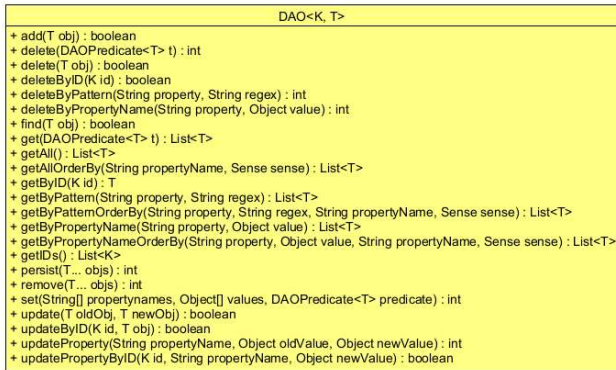 DAO<K, T>
+ add(T obj) : boolean
+ delete(DAOPredicate<T> t) : int
+ delete(T obj) : boolean
+ deleteByID(K id) : boolean
+ deleteByPattern(String property, String regex) : int
+ deleteByPropertyName(String property, Object value) : int
+ find(T obj) : boolean
+ get(DAOPredicate<T> t) : List<T>
+ getAll() : List<T>
+ getAllOrderBy(String propertyName, Sense sense) : List<T>
+ getByID(K id) : T
+ getByPattern(String property, String regex) : List<T>
+ getByPatternOrderBy(String property, String regex, String propertyName, Sense sense) : List<T>
+ getByPropertyName(String property, Object value) : List<T>
+ getByPropertyNameOrderBy(String property, Object value, String propertyName, Sense sense) : List<T>
+ getIDs() : List<K>
+ persist(T... objs) : int
+ remove(T... objs) : int
+ set(String[] propertynames, Object[] values, DAOPredicate<T> predicate) : int
+ update(T oldObj, T newObj) : boolean
+ updateByID(K id, T obj) : boolean
+ updateProperty(String propertyName, Object oldValue, Object newValue) : int
+ updatePropertyByID(K id, String propertyName, Object newValue) : boolean